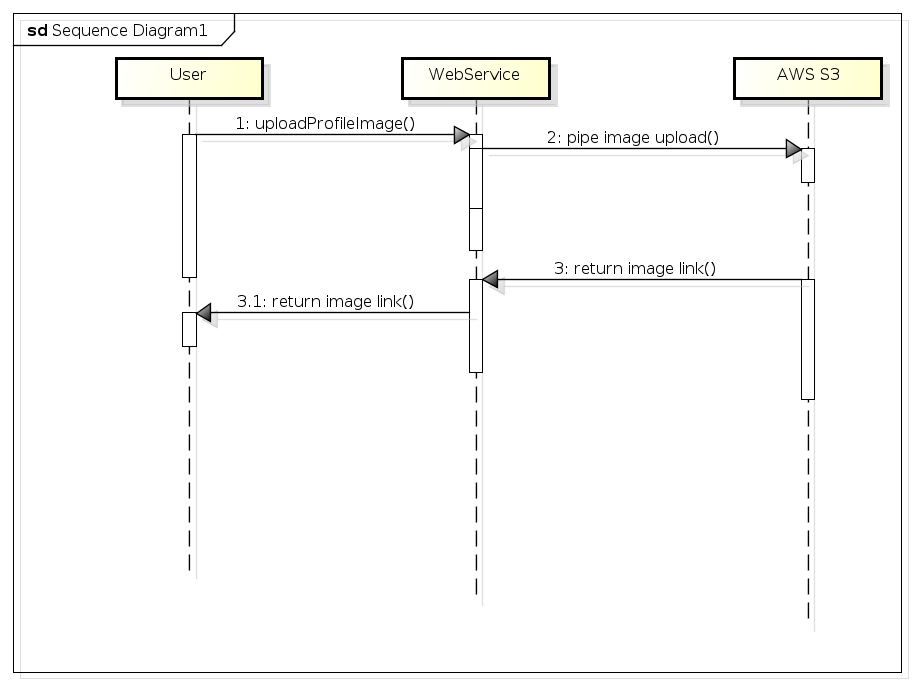 sd Sequence Diagram1
User
WebService
AWS S3
1: uploadProfileImage()
2: pipe image upload()
3: return image link()
3.1: return image link()